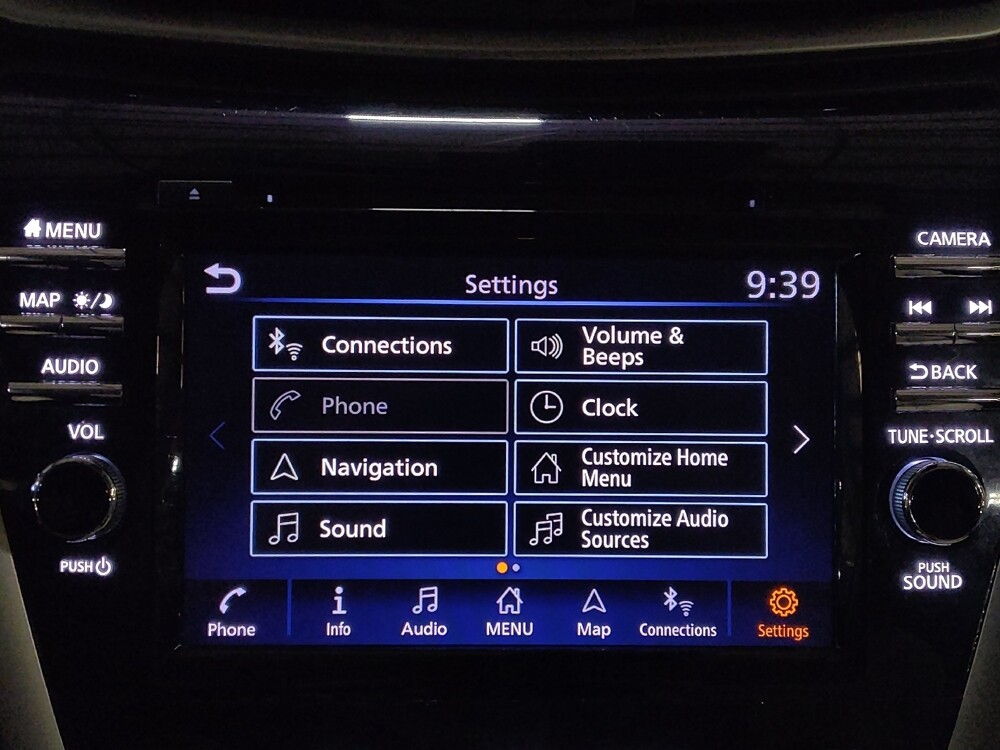 MENU
MAP
AUDIO
VOL
PUSH
Settings
9:39
Connections
Volume &
Beeps
Phone
Clock
Navigation
Customize Home
Menu
Sound
Customize Audio
Sources
Phone
Info
Audio
MENU
Map
Connections
Settings
CAMERA
BACK
TUNE·SCROLL
PUSH
SOUND